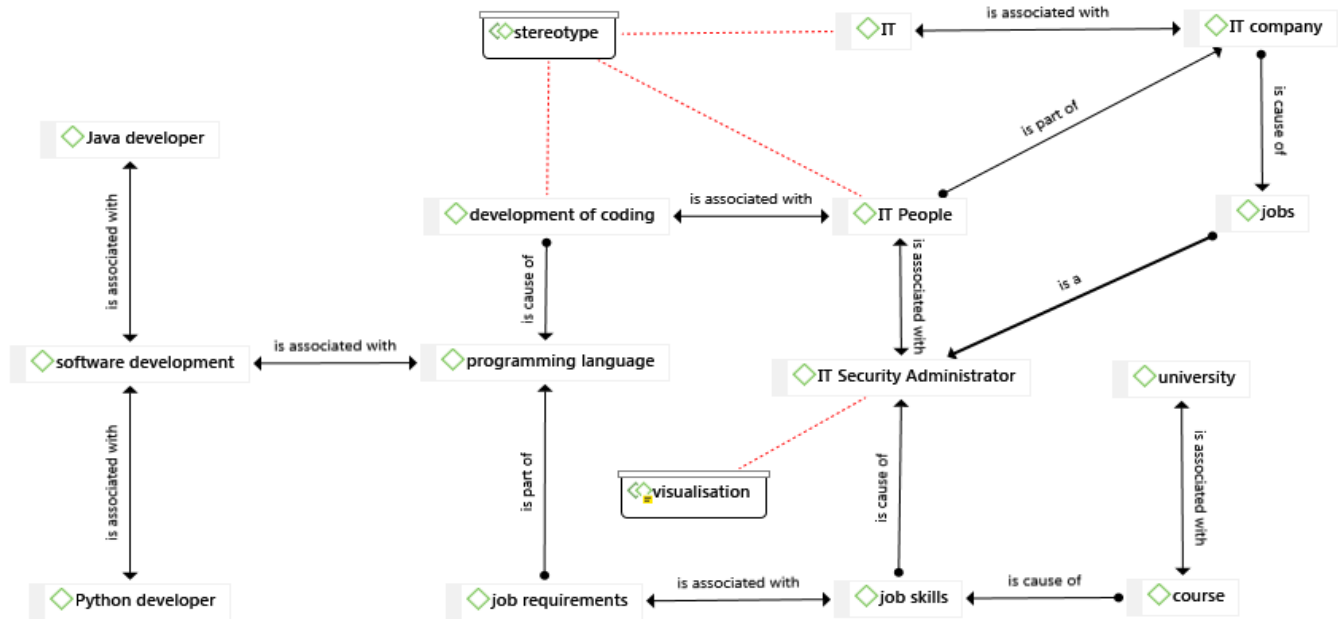 stereotype
IT
is associated with
IT company
is part of
is cause of
Java developer
is associated with
development of coding
is associated with
IT People
jobs
is cause of
is associated with
is a
software development
is associated with
programming language
IT Security Administrator
university
is associated with
is part of
visualisation
is cause of
is associated with
Python developer
job requirements
is associated with
job skills
is cause of
course